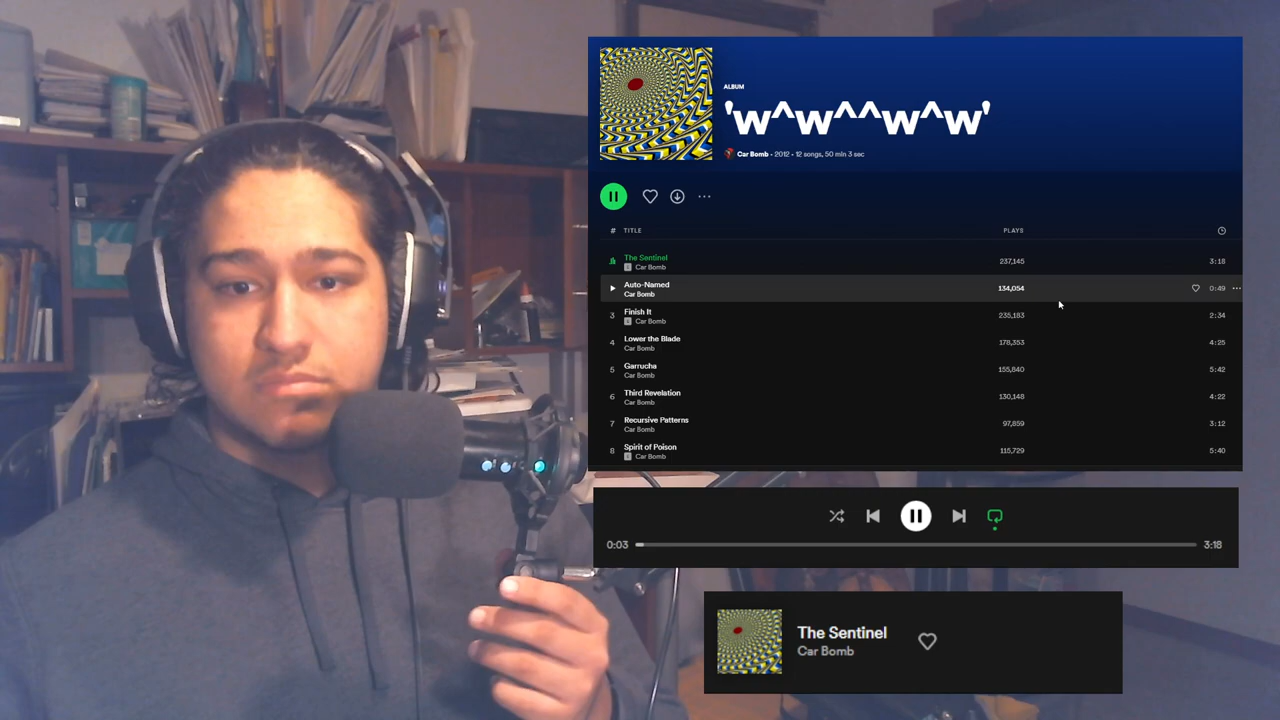 ALBUM
'w^w^^w^w'
Car Bomb • 2012 • 12 songs, 50 min 3 sec
# TITLE PLAYS
The Sentinel 237,145 3:18
E Car Bomb
Auto-Named 134,054 0:49
Car Bomb
3 Finish It 235,183 2:34
E Car Bomb
4 Lower the Blade 178,353 4:25
Car Bomb
5 Garrucha 155,840 5:42
Car Bomb
6 Third Revelation 130,148 4:22
Car Bomb
7 Recursive Patterns 97,859 3:12
Car Bomb
8 Spirit of Poison 115,729 5:40
E Car Bomb
0:03 3:18
The Sentinel
Car Bomb